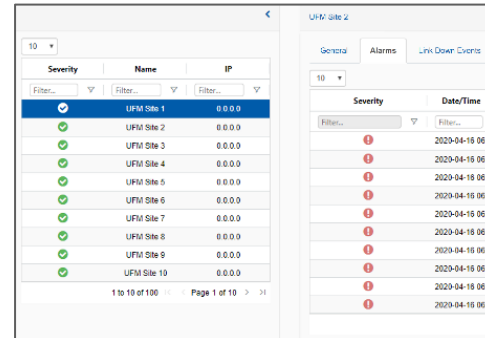 UFM Site 2
General Alarms Link Down Events
10
10
Severity Name IP
Severity Date/Time
Filter... Filter... Filter...
Filter... Filter...
UFM Site 1 0.0.0.0
UFM Site 2 0.0.0.0
UFM Site 3 0.0.0.0
UFM Site 4 0.0.0.0
UFM Site 5 0.0.0.0
UFM Site 6 0.0.0.0
UFM Site 7 0.0.0.0
UFM Site 8 0.0.0.0
UFM Site 9 0.0.0.0
UFM Site 10 0.0.0.0
1 to 10 of 100 Page 1 of 10
2020-04-16 06
2020-04-16 06
2020-04-16 06
2020-04-16 06
2020-04-16 06
2020-04-16 06
2020-04-16 06
2020-04-16 06
2020-04-16 06
2020-04-16 06